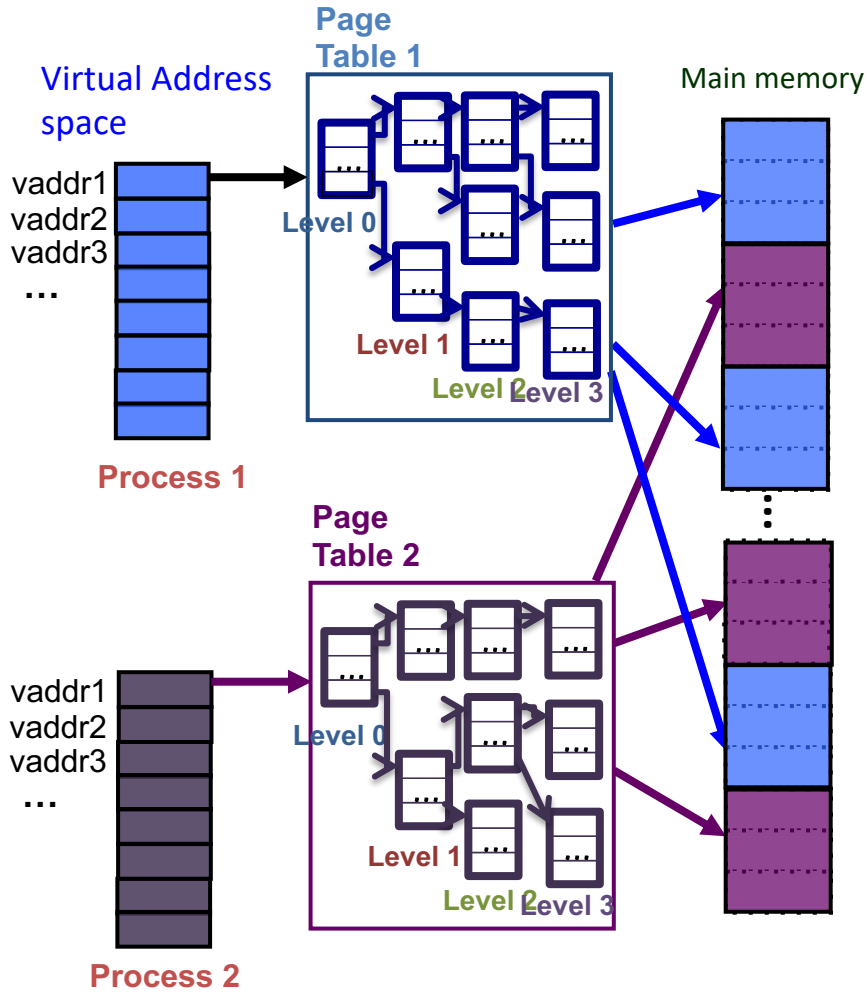 Page
Table 1
Virtual Address
space
Main memory
vaddr1
vaddr2
vaddr3
...
...
...
...
...
...
...
...
...
...
Level 0
Level 1
Level 2
Level 3
Process 1
Page
Table 2
vaddr1
vaddr2
vaddr3
...
...
...
...
...
...
...
...
...
...
Level 0
Level 1
Level 2
Level 3
Process 2